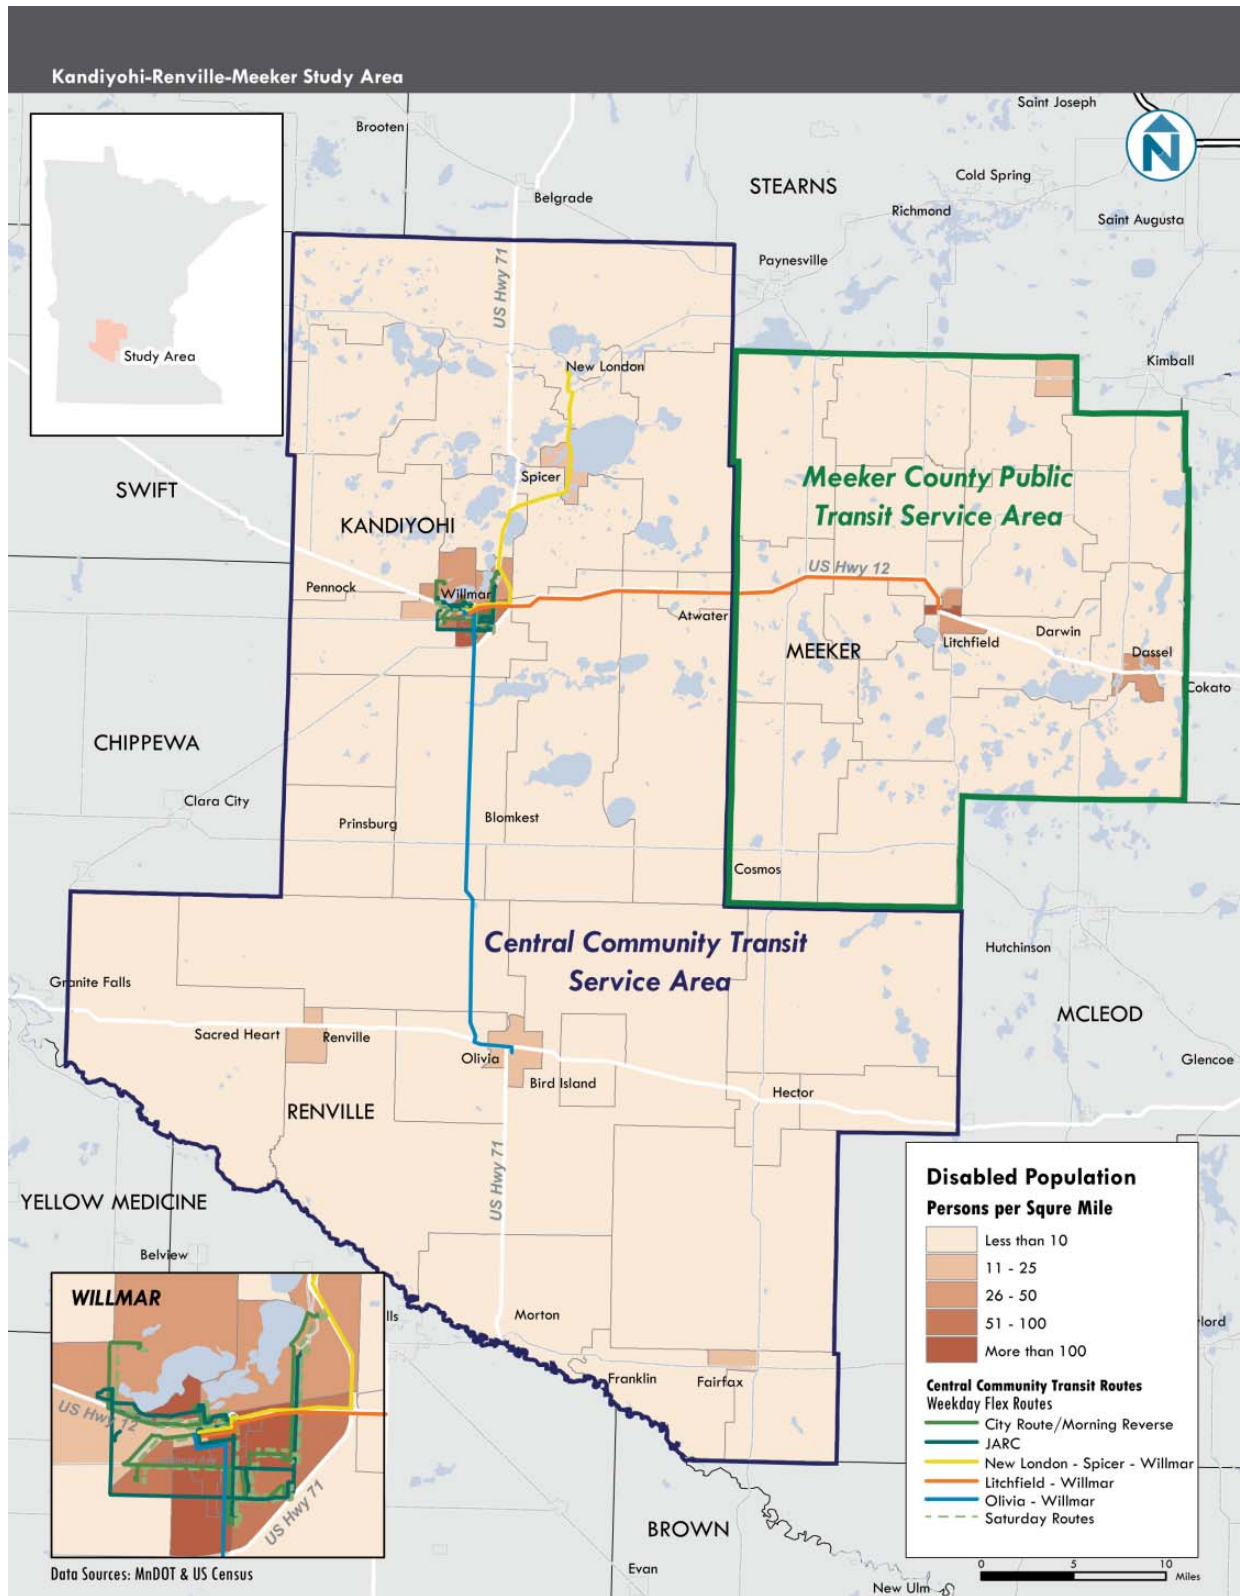 Kandiyohi-Renville-Meeker Study Area
Saint Joseph
Brooten
N
STEARNS
Cold Spring
Belgrade
Richmond
Saint Augusta
Paynesville
US Hwy 71
Study Area
New London
Kimball
Spicer
Meeker County Public
Transit Service Area
SWIFT
KANDIYOHI
US Hwy 12
Pennock
Willmar
Atwater
MEEKER
Litchfield
Darwin
Dassel
Cokato
CHIPPEWA
Clara City
Prinsburg
Blomkest
Cosmos
Central Community Transit
Service Area
Hutchinson
Granite Falls
MCLEOD
Sacred Heart
Renville
Olivia
Bird Island
Glencoe
Hector
RENVILLE
US Hwy 71
YELLOW MEDICINE
Belview
Morton
Franklin
Fairfax
lls
lord
WILLMAR
US Hwy 12
US Hwy 71
Disabled Population
Persons per Squre Mile
Less than 10
11 - 25
26 - 50
51 - 100
More than 100
Central Community Transit Routes
Weekday Flex Routes
City Route/Morning Reverse
JARC
New London - Spicer - Willmar
Litchfield - Willmar
Olivia - Willmar
Saturday Routes
BROWN
Evan
New Ulm
0 5 10
Miles
Data Sources: MnDOT & US Census